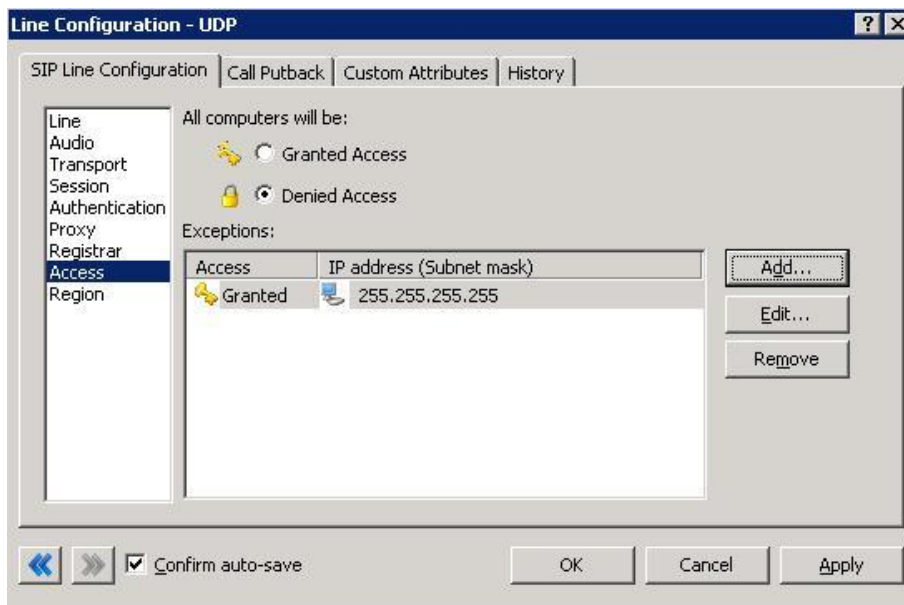 Line Configuration - UDP
SIP Line Configuration
Call Putback
Custom Attributes
History
Line
Audio
Transport
Session
Authentication
Proxy
Registrar
Access
Region
All computers will be:
Granted Access
Denied Access
Exceptions:
Access IP address (Subnet mask)
Granted 255.255.255.255
Add...
Edit...
Remove
Confirm auto-save
OK
Cancel
Apply